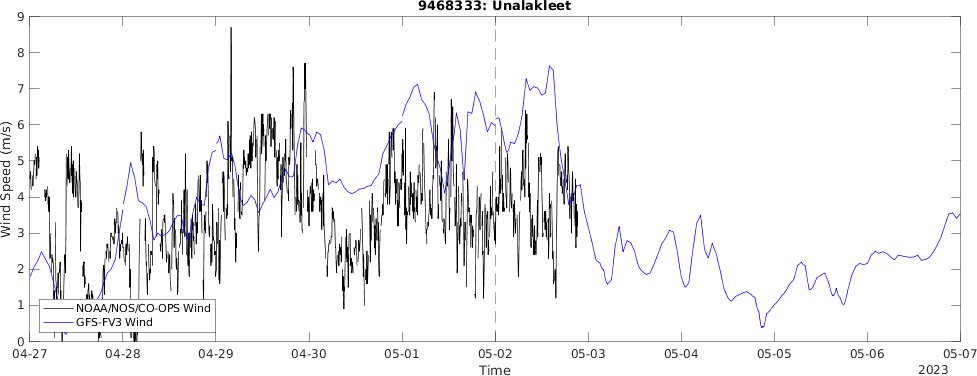 9468333: Unalakleet
Wind Speed (m/s)
9
8
7
6
5
4
3
2
1
0
NOAA/NOS/CO-OPS Wind
GFS-FV3 Wind
04-27 04-28 04-29 04-30 05-01 05-02 05-03 05-04 05-05 05-06 05-07
Time
2023